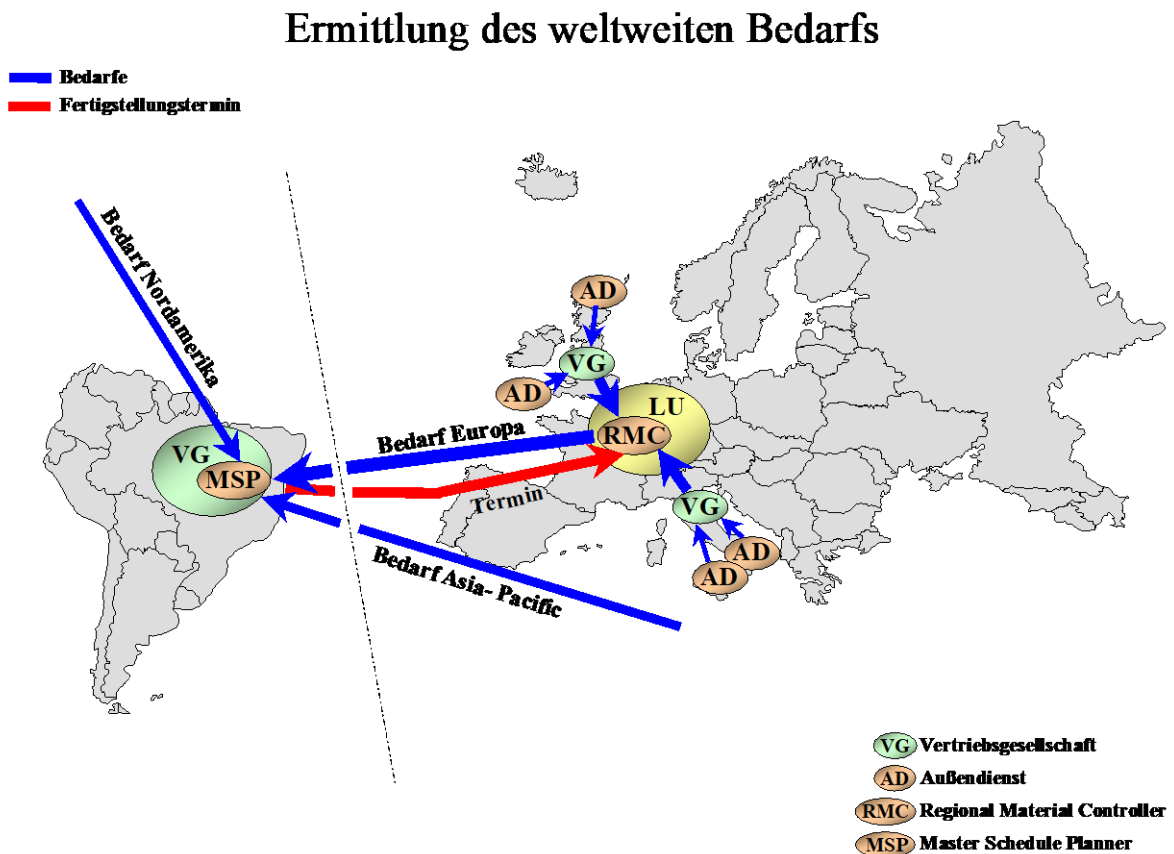 Ermittlung des weltweiten Bedarfs
Bedarfe
Fertigstellungstermin
Bedarf Nordamerika
AD
VG
AD
LU
RMC
Bedarf Europa
VG
MSP
Termin
VG
AD
AD
Bedarf Asia- Pacific
VG Vertriebsgesellschaft
AD Außendienst
RMC Regional Material Controller
MSP Master Schedule Planner